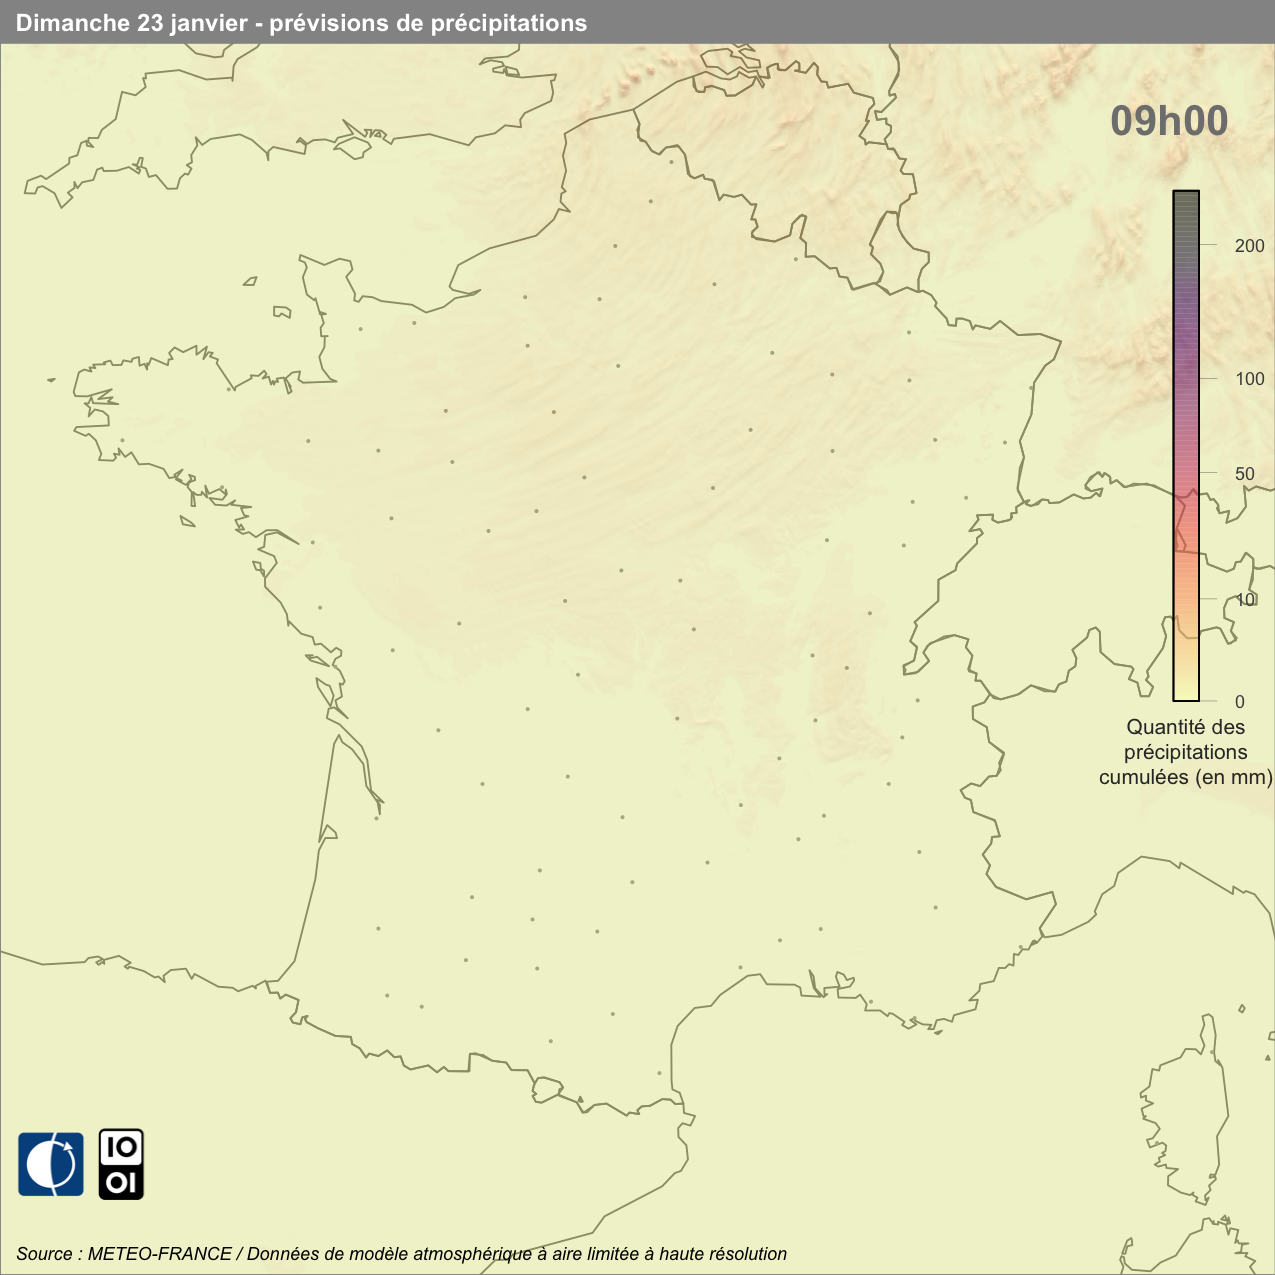 Dimanche 23 janvier - prévisions de précipitations
09h00
200
100
50
10
0
Quantité des
précipitations
cumulées (en mm)
IO
OI
Source : METEO-FRANCE / Données de modèle atmosphérique à aire limitée à haute résolution